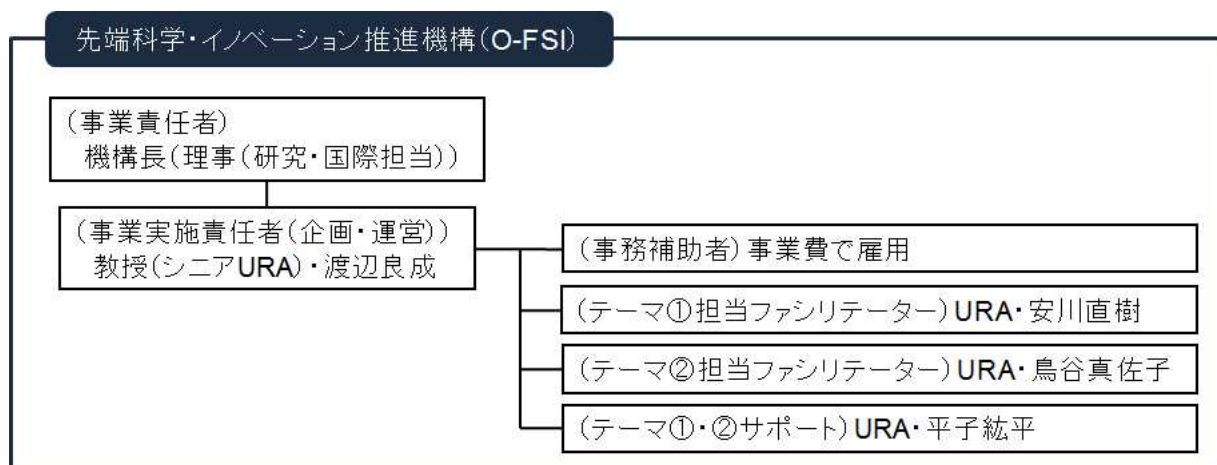 先端科学・イノベーション推進機構(O-FSI)
(事業責任者)
機構長(理事(研究・国際担当))
(事業実施責任者(企画・運営))
教授(シニアURA)・渡辺良成
(事務補助者)事業費で雇用
(テーマ①担当ファシリテーター)URA・安川直樹
(テーマ②担当ファシリテーター)URA・鳥谷真佐子
(テーマ①・②サポート)URA・平子紘平